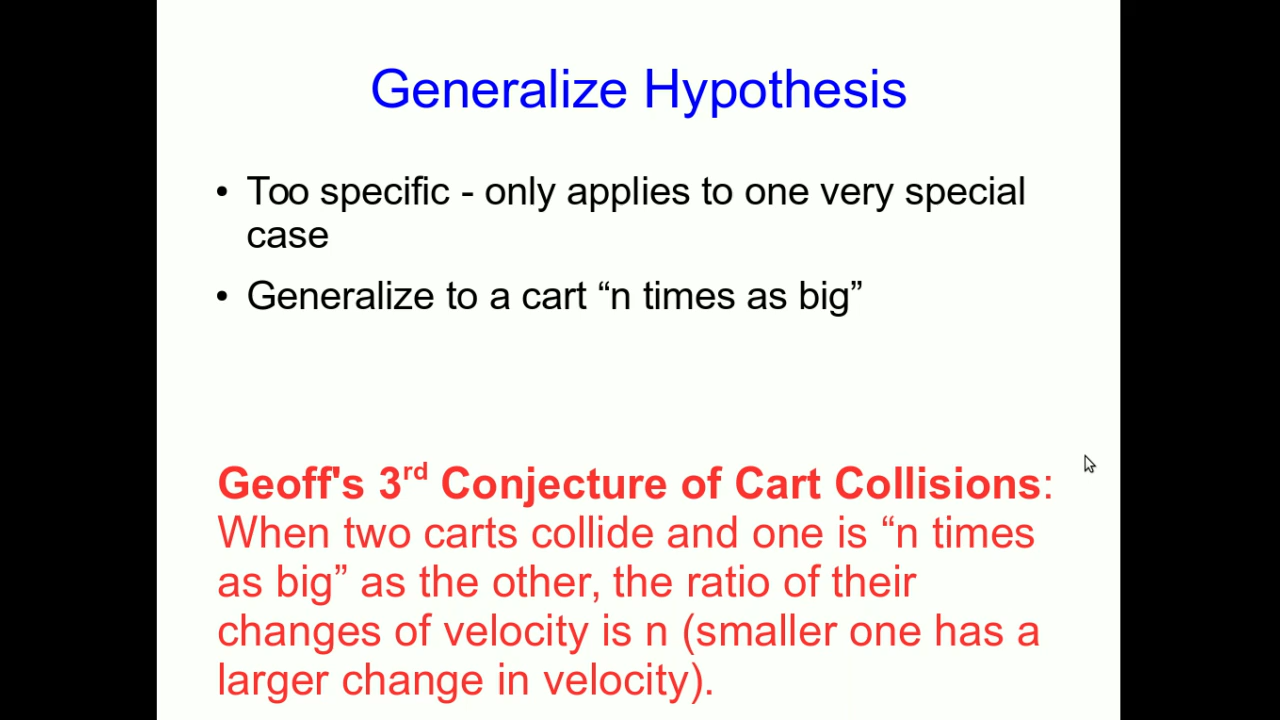 Generalize Hypothesis
• Too specific - only applies to one very special
case
• Generalize to a cart “n times as big”
Geoff's 3rd Conjecture of Cart Collisions:
When two carts collide and one is “n times
as big” as the other, the ratio of their
changes of velocity is n (smaller one has a
larger change in velocity).